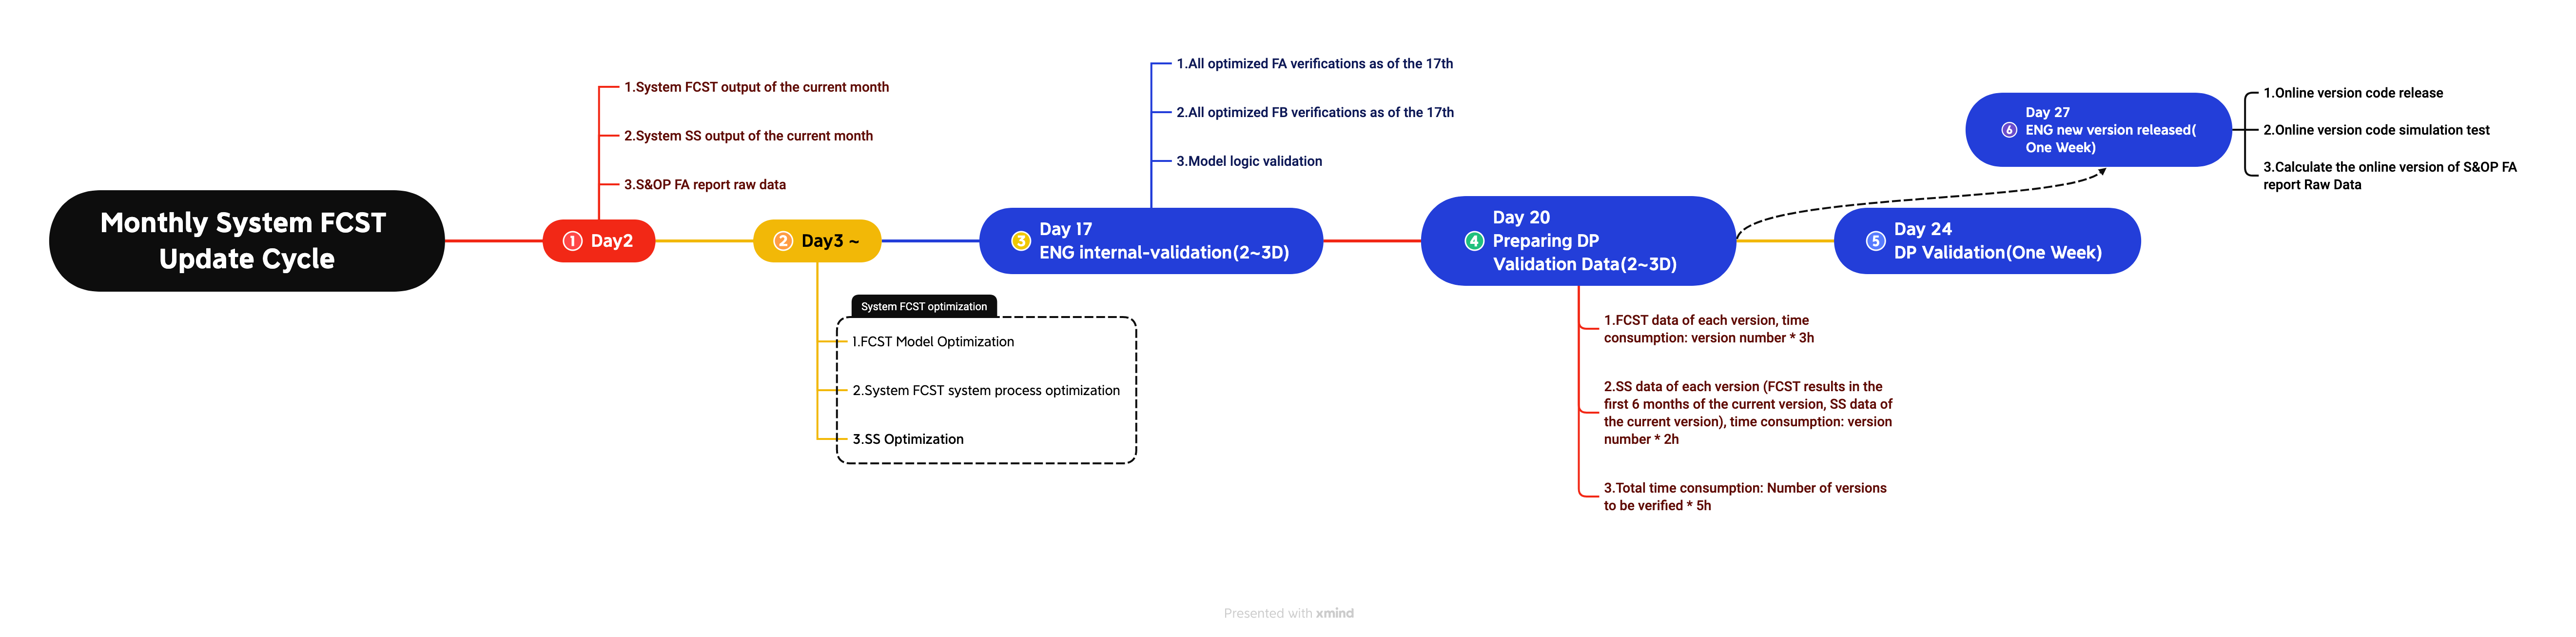 Monthly System FCST
Update Cycle
1 Day2
1.System FCST output of the current month
2.System SS output of the current month
3.S&OP FA report raw data
2 Day3 ~
System FCST optimization
1.FCST Model Optimization
2.System FCST system process optimization
3.SS Optimization
3 Day 17
ENG internal-validation(2~3D)
1.All optimized FA verifications as of the 17th
2.All optimized FB verifications as of the 17th
3.Model logic validation
4 Day 20
Preparing DP
Validation Data(2~3D)
1.FCST data of each version, time
consumption: version number * 3h
2.SS data of each version (FCST results in the
first 6 months of the current version, SS data of
the current version), time consumption: version
number * 2h
3.Total time consumption: Number of versions
to be verified * 5h
5 Day 24
DP Validation(One Week)
6 Day 27
ENG new version released(
One Week)
1.Online version code release
2.Online version code simulation test
3.Calculate the online version of S&OP FA
report Raw Data
Presented with xmind